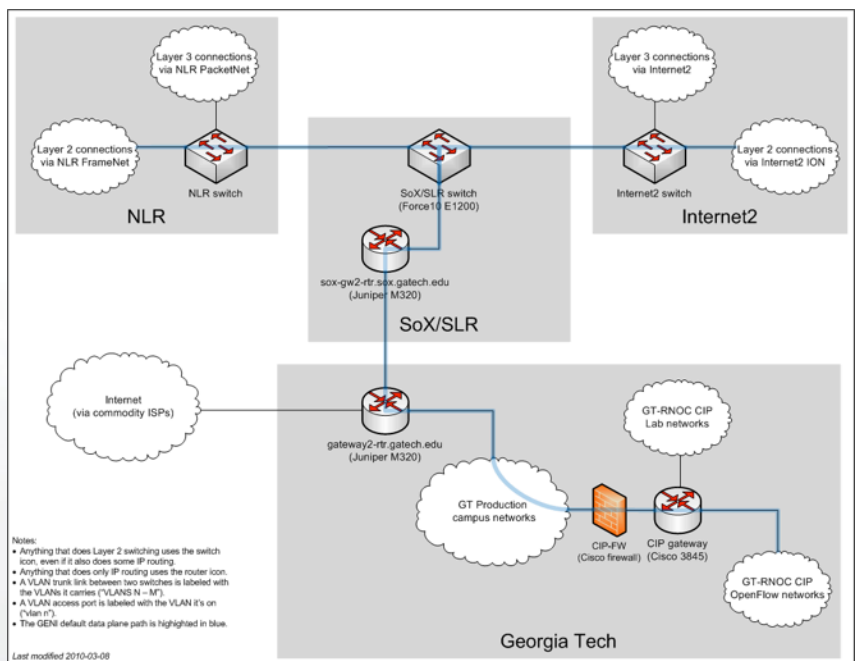 Layer 3 connections
via NLR PacketNet
Layer 2 connections
via NLR FrameNet
NLR switch
NLR
SoX/SLR switch
(Force10 E1200)
sox-gw2-rtr.sox.gatech.edu
(Juniper M320)
SoX/SLR
Layer 3 connections
via Internet2
Layer 2 connections
via Internet2 ION
Internet2 switch
Internet2
Internet
(via commodity ISPs)
gateway2-rtr.gatech.edu
(Juniper M320)
GT-RNOC CIP
Lab networks
GT Production
campus networks
CIP-FW
(Cisco firewall)
CIP gateway
(Cisco 3845)
GT-RNOC CIP
OpenFlow networks
Georgia Tech
Notes:
• Anything that does Layer 2 switching uses the switch
icon, even if it also does some IP routing.
• Anything that does only IP routing uses the router icon.
• A VLAN trunk link between two switches is labeled with
the VLANs it carries ("VLANS N – M").
• A VLAN access port is labeled with the VLAN it's on
("vlan n").
• The GENI default data plane path is highlighted in blue.
Last modified 2010-03-08